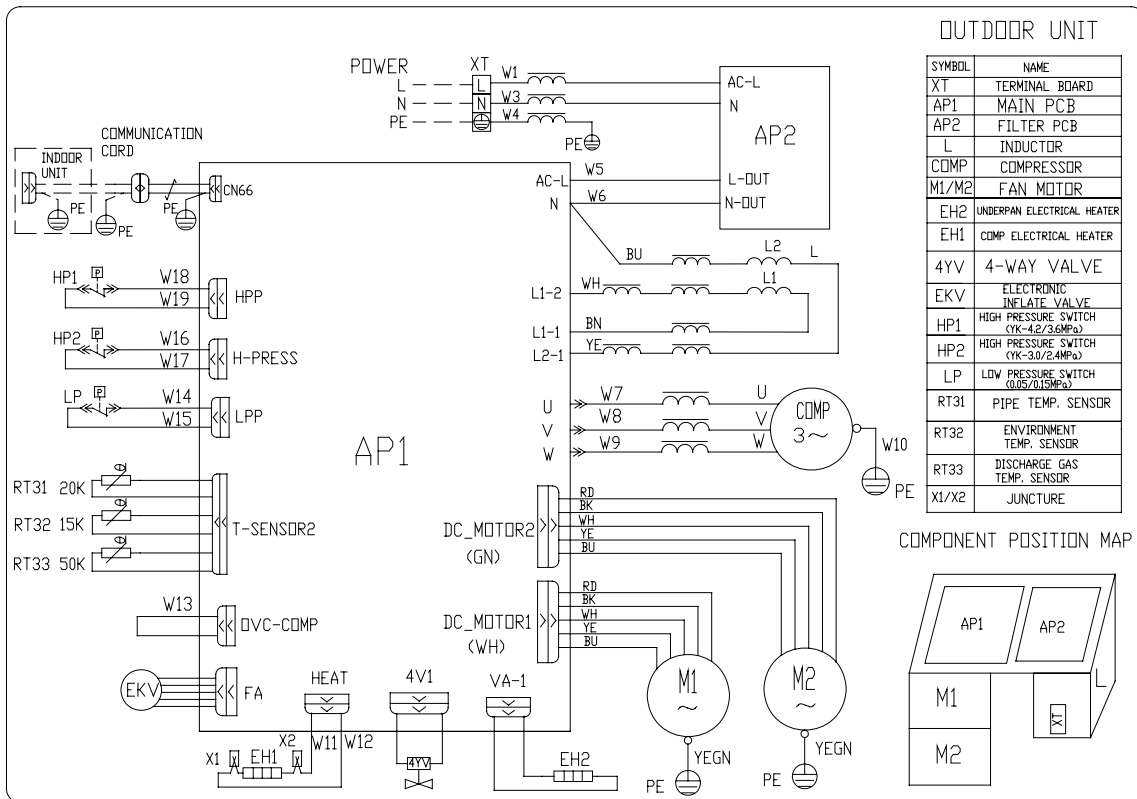 OUTDOOR UNIT
SYMBOL NAME
XT TERMINAL BOARD
AP1 MAIN PCB
AP2 FILTER PCB
L INDUCTOR
COMP COMPRESSOR
M1/M2 FAN MOTOR
EH2 UNDERPAN ELECTRICAL HEATER
EH1 COMP ELECTRICAL HEATER
4YV 4-WAY VALVE
EKV ELECTRONIC
INFLATE VALVE
HP1 HIGH PRESSURE SWITCH
(YK-4.2/3.6MPa)
HP2 HIGH PRESSURE SWITCH
(YK-3.0/2.4MPa)
LP LOW PRESSURE SWITCH
(0.05/0.15MPa)
RT31 PIPE TEMP. SENSOR
RT32 ENVIRONMENT
TEMP. SENSOR
RT33 DISCHARGE GAS
TEMP. SENSOR
X1/X2 JUNCTURE
COMPONENT POSITION MAP
AP1 AP2
M1 L
XT
M2
POWER XT
L L W1 AC-L
N N W3 N
PE W4 PE
AP2
W5 L-OUT
W6 N-OUT
COMMUNICATION
CORD
INDOOR
UNIT
CN66
PE PE PE
AC-L
N
BU L2 L
L1-2 WH L1
L1-1 BN
L2-1 YE
HP1 P W18
W19 HPP
HP2 P W16
W17 H-PRESS
LP P W14
W15 LPP
AP1
U W7 U
V W8 V
W W9 W
COMP
3~
W10
PE
RT31 20K θ
RT32 15K θ
RT33 50K θ
T-SENSOR2
DC_MOTOR2
(GN)
RD
BK
WH
YE
BU
DC_MOTOR1
(WH)
RD
BK
WH
YE
BU
W13
OVC-COMP
EKV FA
HEAT 4V1 VA-1
X1 EH1 X2 W11 W12
4YV
EH2
M1
~
M2
~
YEGN
PE
YEGN
PE